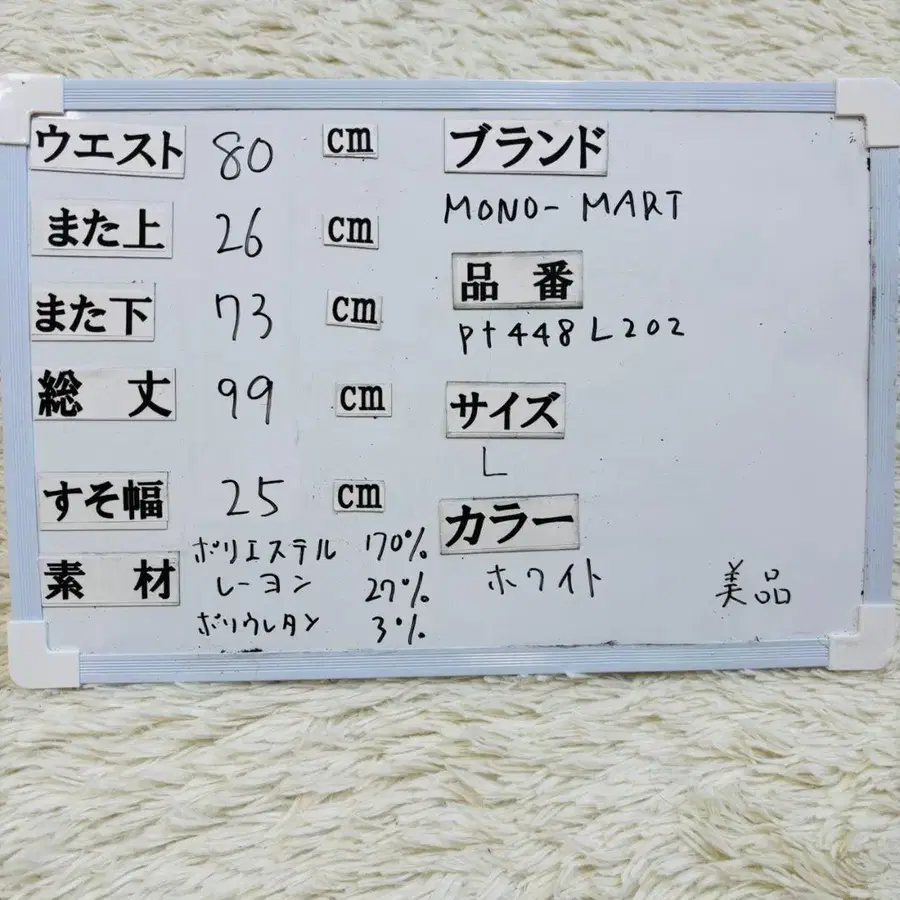 ウエスト 80 cm
また上 26 cm
また下 73 cm
総 丈 99 cm
すそ幅 25 cm
素 材 ポリエステル 70%
レーヨン 27%
ポリウレタン 3%
ブランド
MONO-MART
品 番
pt448L202
サイズ
L
カラー
ホワイト
美品